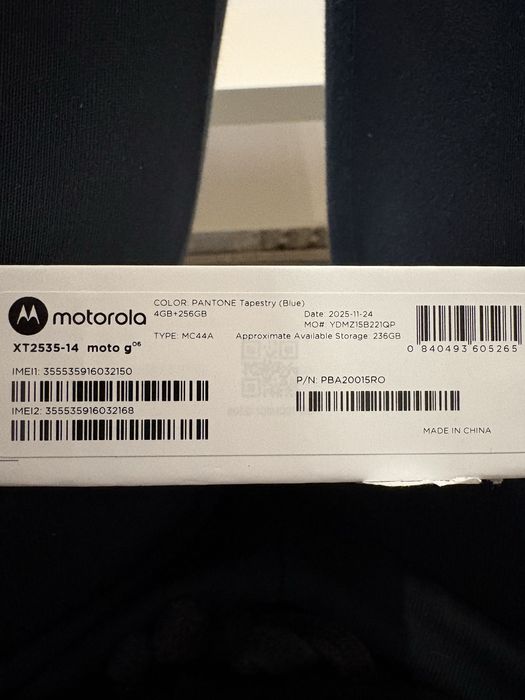 COLOR: PANTONE Tapestry (Blue)
4GB+256GB
Date: 2025-11-24
MO# YDMZ15B221QP
motorola
XT2535-14 moto g06
TYPE: MC44A
Approximate Available Storage: 236GB
0 840493 605265
IMEI1: 355535916032150
P/N: PBA20015RO
IMEI2: 355535916032168
MADE IN CHINA